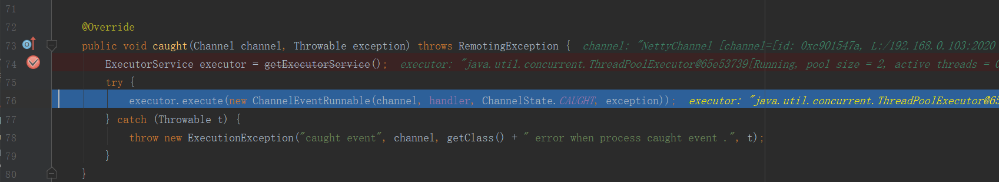 71
72 @Override
73 public void caught(Channel channel, Throwable exception) throws RemotingException { channel: "NettyChannel [channel=[id: 0xc901547a, L:/192.168.0.103:2020
74 ExecutorService executor = getExecutorService(); executor: "java.util.concurrent.ThreadPoolExecutor@65e53739[Running, pool size = 2, active threads = 0
75 try {
76 executor.execute(new ChannelEventRunnable(channel, handler, ChannelState.CAUGHT, exception)); executor: "java.util.concurrent.ThreadPoolExecutor@65
77 } catch (Throwable t) {
78 throw new ExecutionException("caught event", channel, getClass() + " error when process caught event .", t);
79 }
80 }